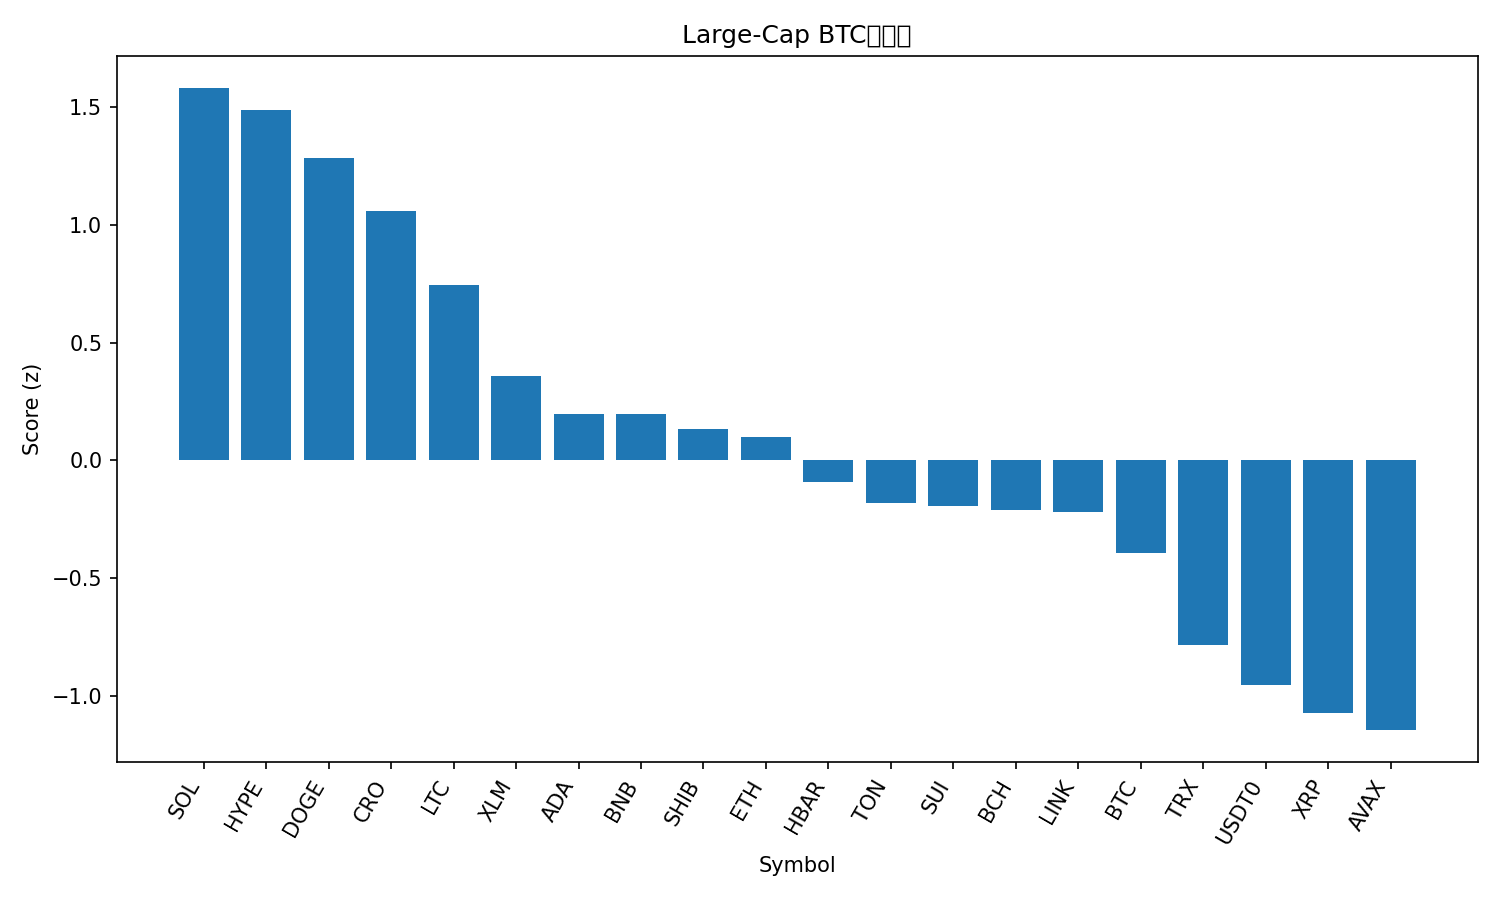 Large-Cap BTC
1.5
1.0
0.5
0.0
−0.5
−1.0
Score (z)
SOL
HYPE
DOGE
CRO
LTC
XLM
ADA
BNB
SHIB
ETH
HBAR
TON
SUI
BCH
LINK
BTC
TRX
USDT0
XRP
AVAX
Symbol